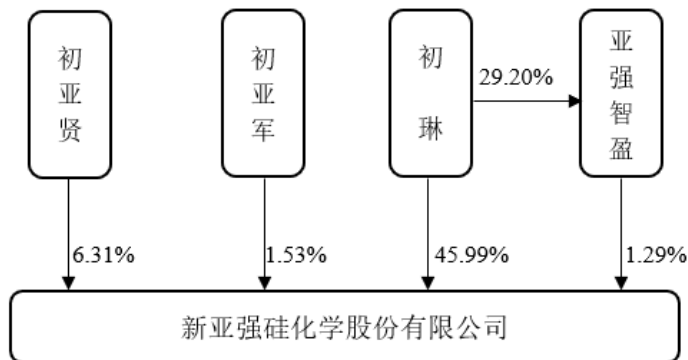 初亚贤
初亚军
初琳
29.20%
亚强智盈
6.31%
1.53%
45.99%
1.29%
新亚强硅化学股份有限公司